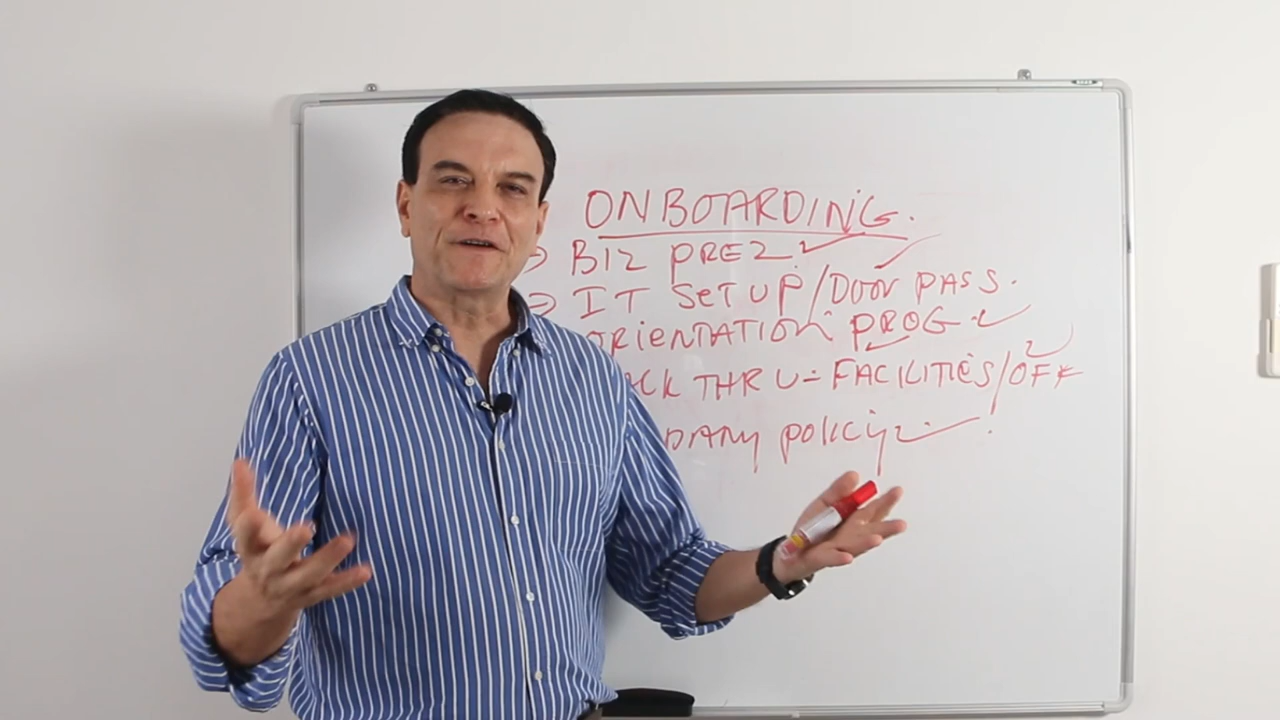 ONBOARDING.
→ BIZ PREZ
→ IT SET UP/DOOR PASS.
ORIENTATION PROG
THRU - FACILITIES/OFF
POLICY